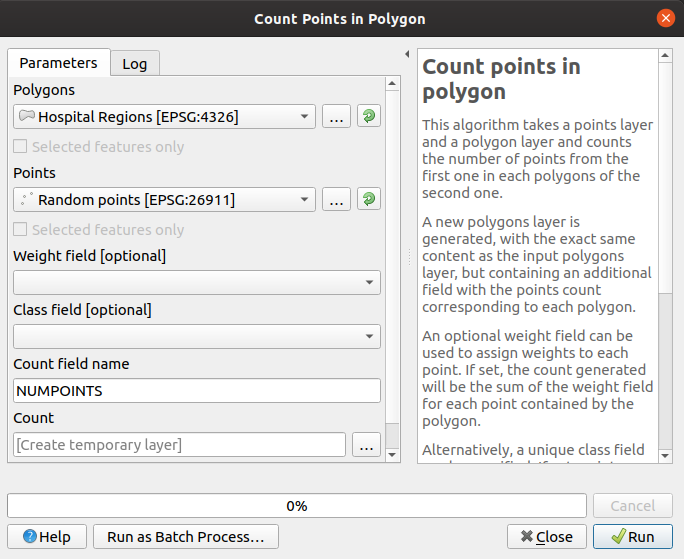 Count Points in Polygon
Parameters
Log
Polygons
Hospital Regions [EPSG:4326]
...
Selected features only
Points
Random points [EPSG:26911]
...
Selected features only
Weight field [optional]
Class field [optional]
Count field name
NUMPOINTS
Count
[Create temporary layer]
...
Count points in
polygon
This algorithm takes a points layer
and a polygon layer and counts
the number of points from the
first one in each polygons of the
second one.
A new polygons layer is
generated, with the exact same
content as the input polygons
layer, but containing an additional
field with the points count
corresponding to each polygon.
An optional weight field can be
used to assign weights to each
point. If set, the count generated
will be the sum of the weight field
for each point contained by the
polygon.
Alternatively, a unique class field
0%
Cancel
Help
Run as Batch Process...
Close
Run